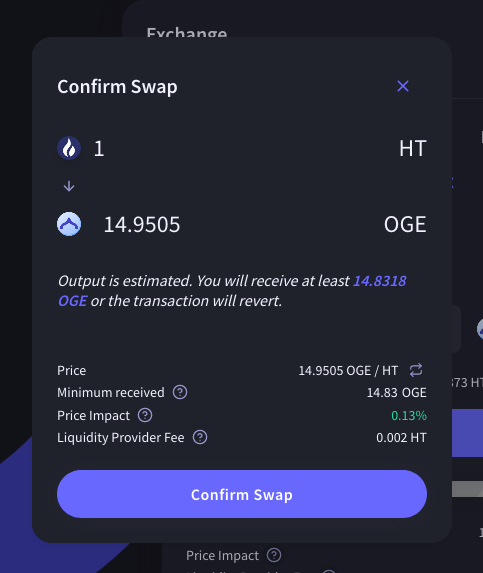 Exchange
Confirm Swap
1 HT
14.9505 OGE
Output is estimated. You will receive at least 14.8318
OGE or the transaction will revert.
Price 14.9505 OGE / HT
Minimum received 14.83 OGE
Price Impact 0.13%
Liquidity Provider Fee 0.002 HT
Confirm Swap
Price Impact